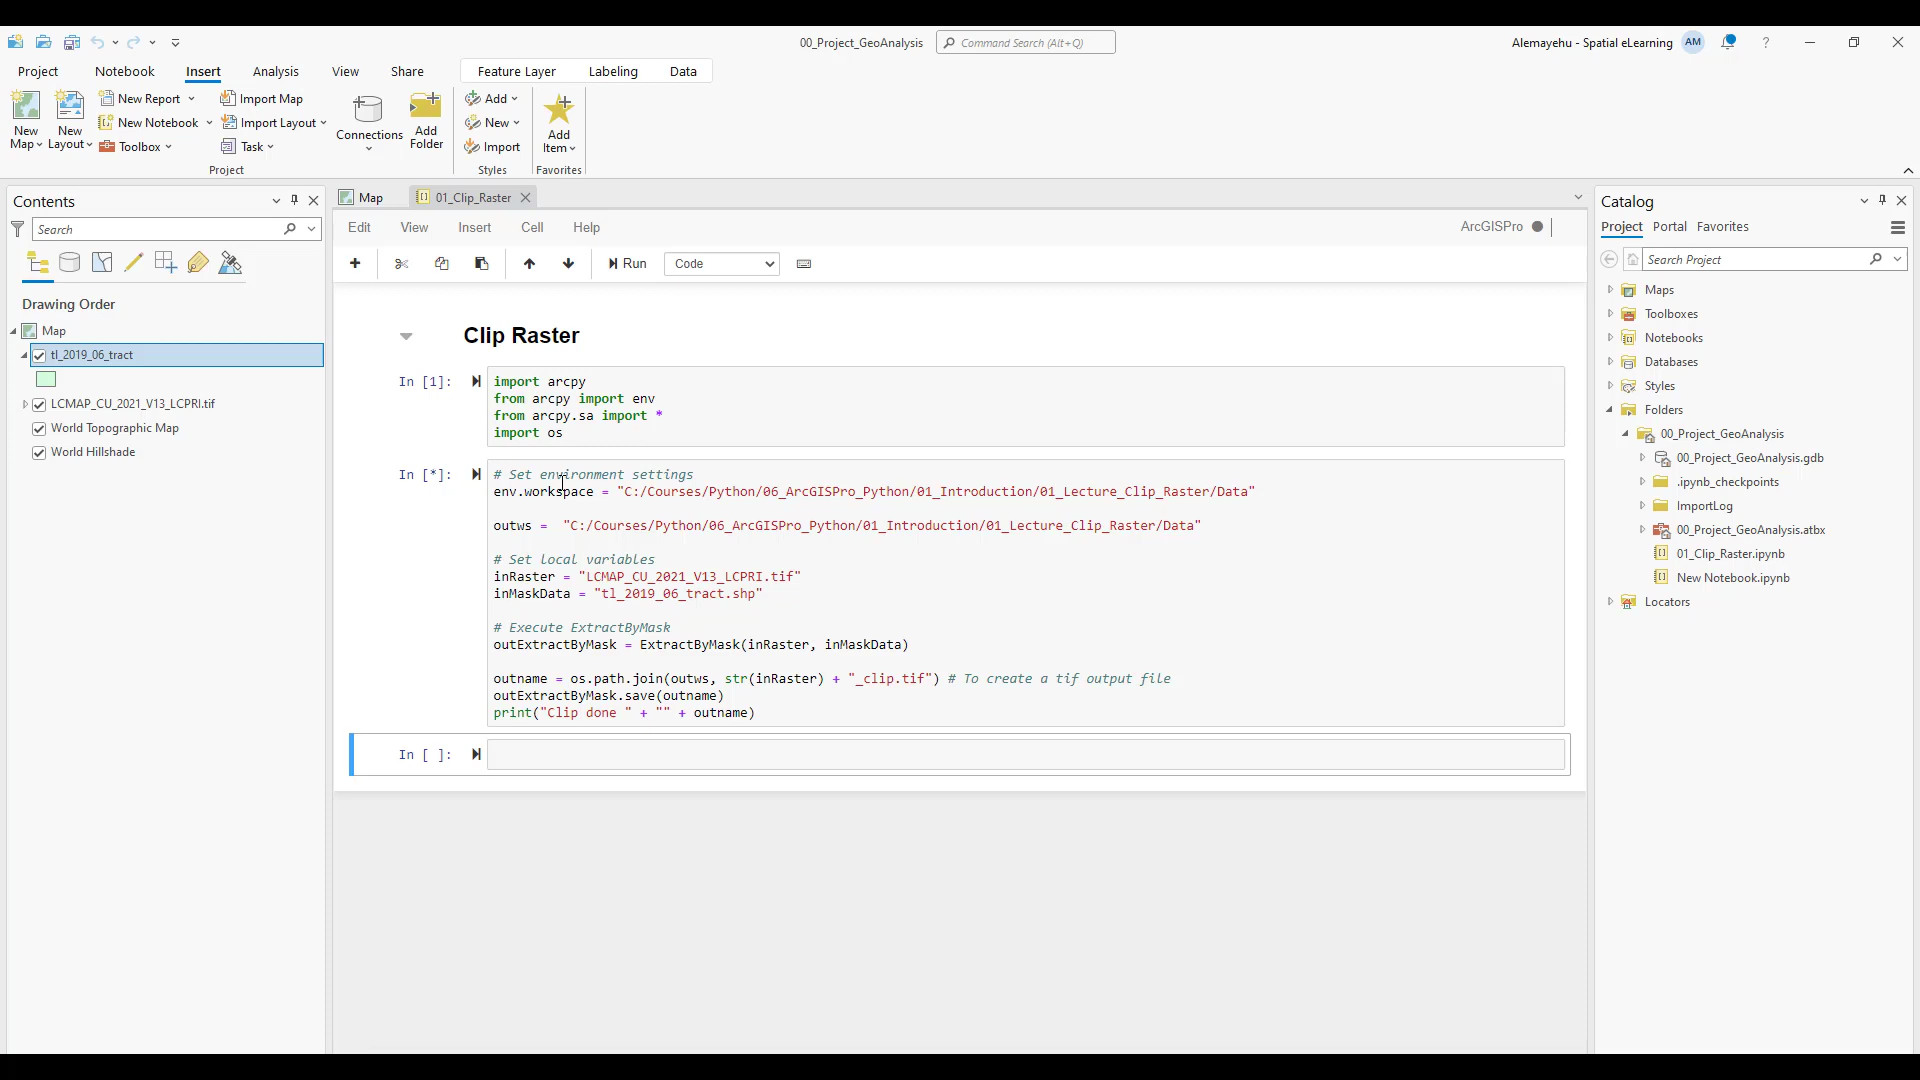 00_Project_GeoAnalysis
Command Search (Alt+Q)
Alemayehu - Spatial eLearning
AM
?
Project
Notebook
Insert
Analysis
View
Share
Feature Layer
Labeling
Data
New Map
New Layout
New Report
New Notebook
Toolbox
Import Map
Import Layout
Task
Connections
Add Folder
Add
New
Import
Add Item
Project
Styles
Favorites
Contents
Search
Drawing Order
Map
tl_2019_06_tract
LCMAP_CU_2021_V13_LCPRI.tif
World Topographic Map
World Hillshade
Map
01_Clip_Raster
Edit
View
Insert
Cell
Help
ArcGISPro
Run
Code
Clip Raster
In [1]:
import arcpy
from arcpy import env
from arcpy.sa import *
import os
In [*]:
# Set environment settings
env.workspace = "C:/Courses/Python/06_ArcGISPro_Python/01_Introduction/01_Lecture_Clip_Raster/Data"
outws =  "C:/Courses/Python/06_ArcGISPro_Python/01_Introduction/01_Lecture_Clip_Raster/Data"
# Set local variables
inRaster = "LCMAP_CU_2021_V13_LCPRI.tif"
inMaskData = "tl_2019_06_tract.shp"
# Execute ExtractByMask
outExtractByMask = ExtractByMask(inRaster, inMaskData)
outname = os.path.join(outws, str(inRaster) + "_clip.tif") # To create a tif output file
outExtractByMask.save(outname)
print("Clip done " + "" + outname)
In [ ]:
Catalog
Project
Portal
Favorites
Search Project
Maps
Toolboxes
Notebooks
Databases
Styles
Folders
00_Project_GeoAnalysis
00_Project_GeoAnalysis.gdb
.ipynb_checkpoints
ImportLog
00_Project_GeoAnalysis.atbx
01_Clip_Raster.ipynb
New Notebook.ipynb
Locators